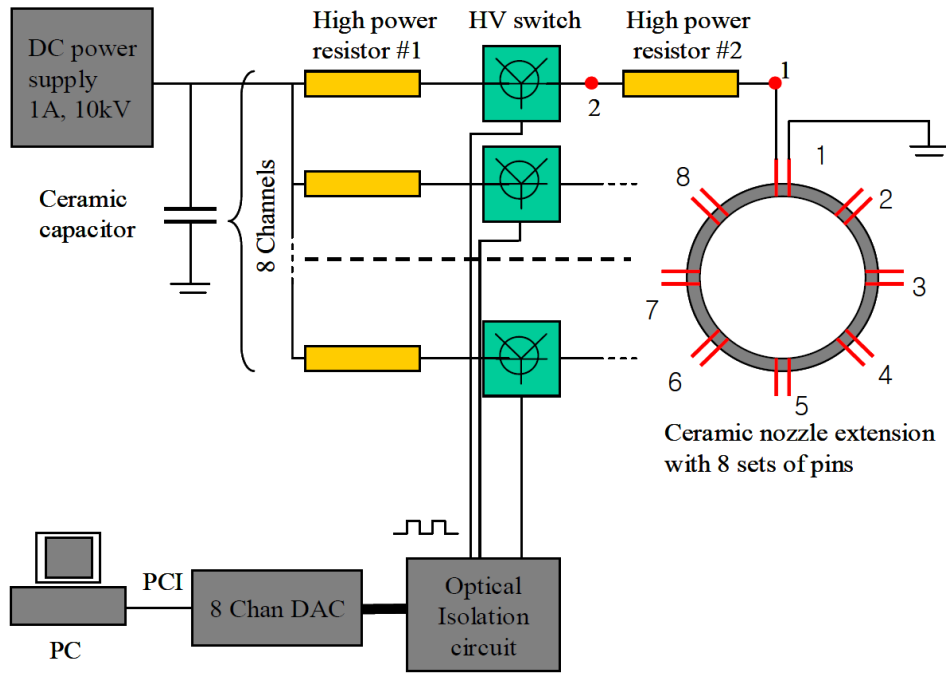 DC power
supply
1A, 10kV
High power
resistor #1
HV switch
High power
resistor #2
1
2
Ceramic
capacitor
8 Channels
1
2
3
4
5
6
7
8
Ceramic nozzle extension
with 8 sets of pins
PC
PCI
8 Chan DAC
Optical
Isolation
circuit